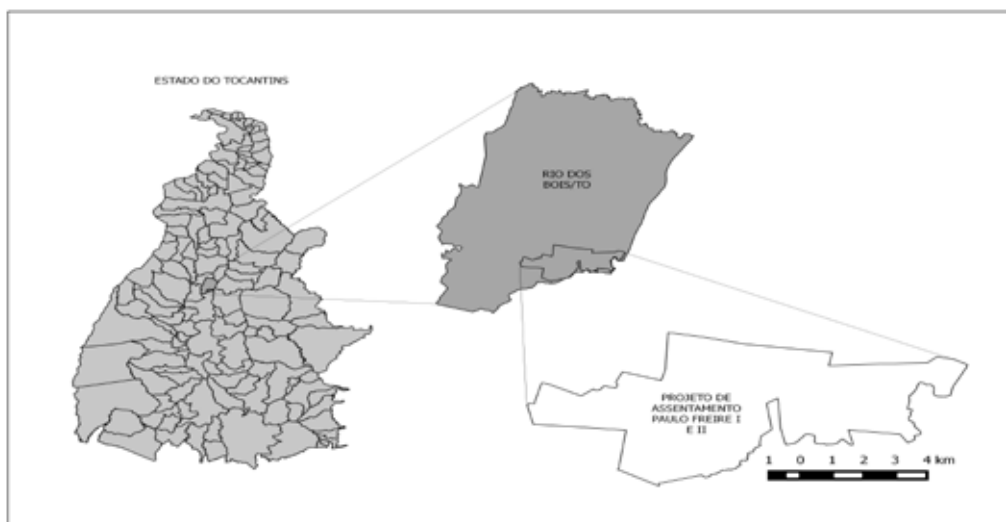 ESTADO DO TOCANTINS
RIO DOS
BOIS/TO
PROJETO DE
ASSENTAMENTO
PAULO FREIRE I
E II
1 0 1 2 3 4 km